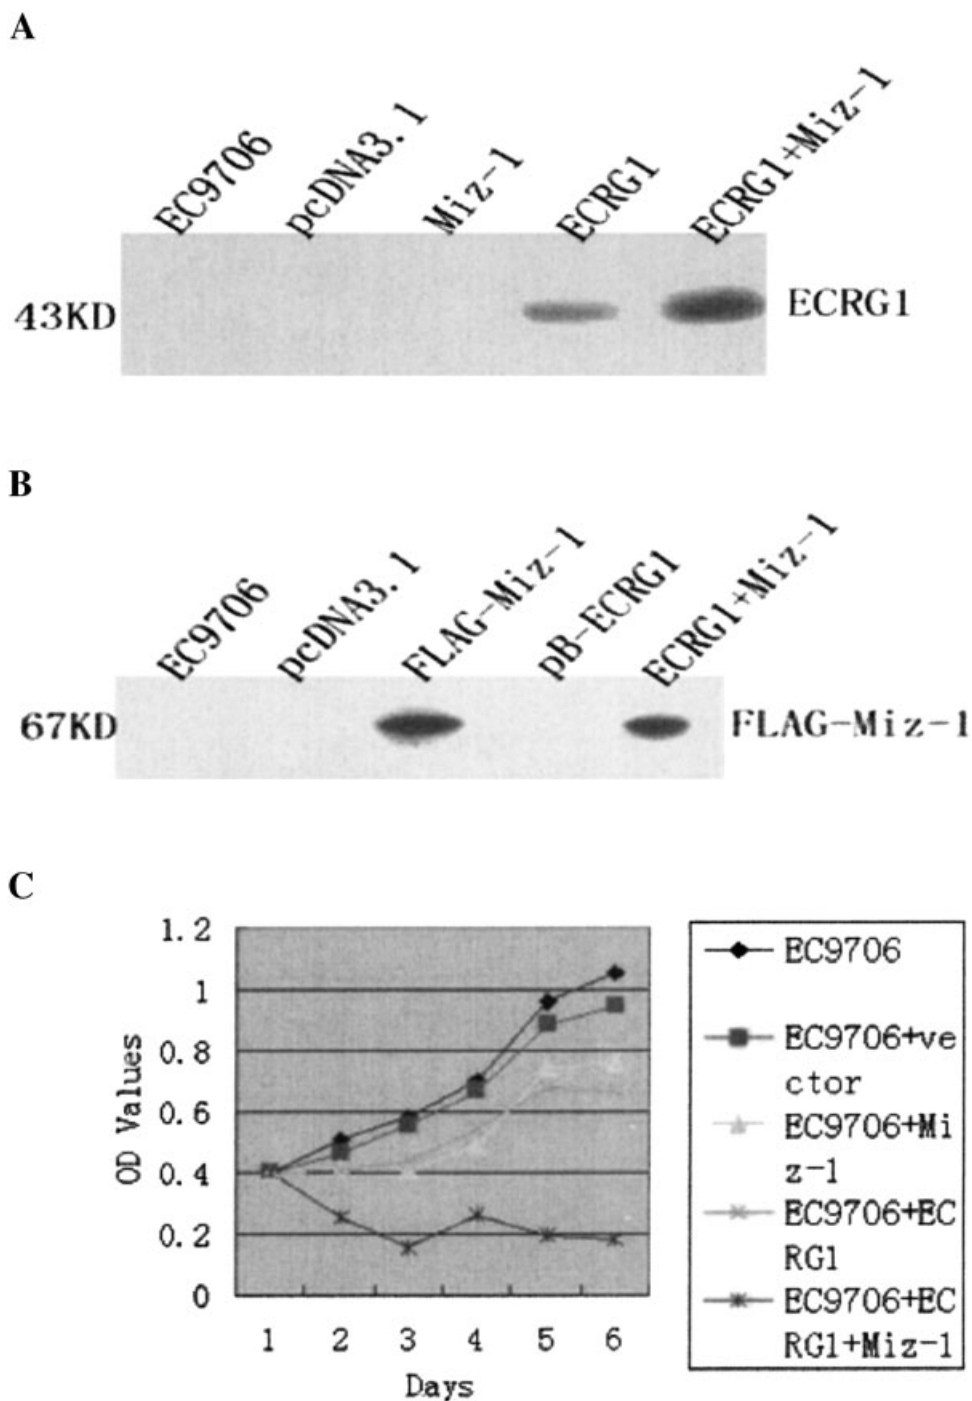 A
EC9706 pcDNA3.1 Miz-1 ECRG1 ECRG1+Miz-1
43KD ECRG1
B
EC9706 pcDNA3.1 FLAG-Miz-1 pB-ECRG1 ECRG1+Miz-1
67KD FLAG-Miz-1
C
1.2
1
0.8
0.6
0.4
0.2
0
OD Values
1 2 3 4 5 6
Days
EC9706
EC9706+ve
ctor
EC9706+Mi
z-1
EC9706+EC
RG1
EC9706+EC
RG1+Miz-1